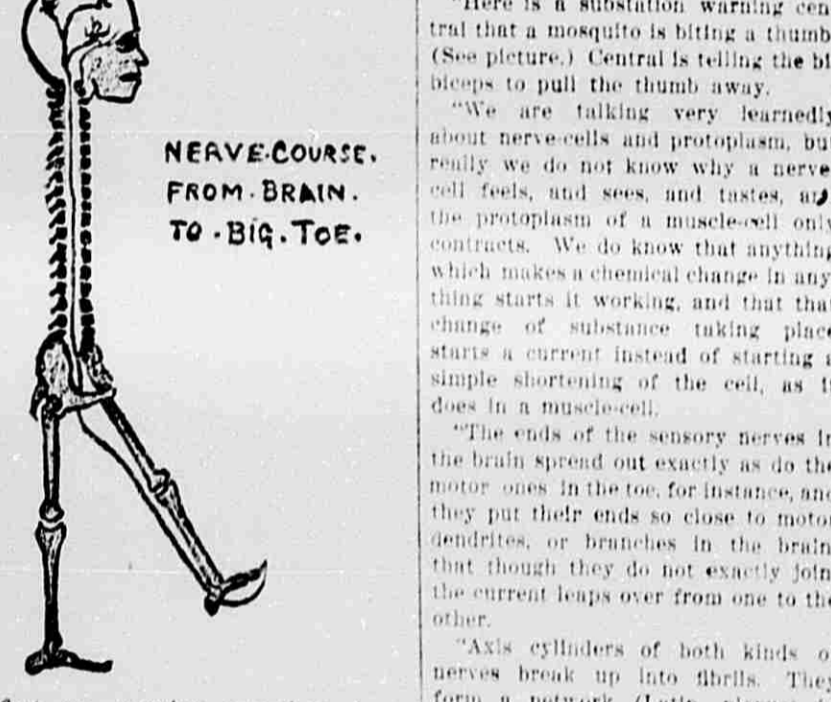 NERVE·COURSE.
FROM·BRAIN.
TO·BIG·TOE.
"Here is a substation warning cen
tral that a mosquito is biting a thumb
(See picture.) Central is telling the bi
biceps to pull the thumb away.
"We are talking very learnedly
about nerve-cells and protoplasm, but
really we do not know why a nerve
cell feels, and sees, and tastes, and
the protoplasm of a muscle-cell only
contracts. We do know that anything
which makes a chemical change in any
thing starts it working, and that that
change of substance taking place
starts a current instead of starting a
simple shortening of the cell, as it
does in a muscle-cell.
"The ends of the sensory nerves in
the brain spread out exactly as do the
motor ones in the toe, for instance, and
they put their ends so close to motor
dendrites, or branches in the brain
that though they do not exactly join
the current leaps over from one to the
other.
"Axis cylinders of both kinds of
nerves break up into fibrils. They
form a network (Latin,